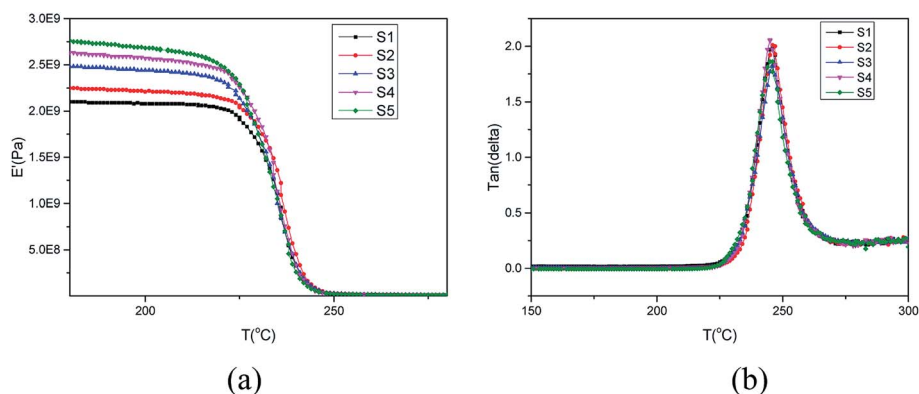 3.0E9
2.5E9
2.0E9
1.5E9
1.0E9
5.0E8
E'(Pa)
S1
S2
S3
S4
S5
200
250
T(°C)
(a)
2.0
1.5
1.0
0.5
0.0
Tan(delta)
S1
S2
S3
S4
S5
150
200
250
300
T(°C)
(b)